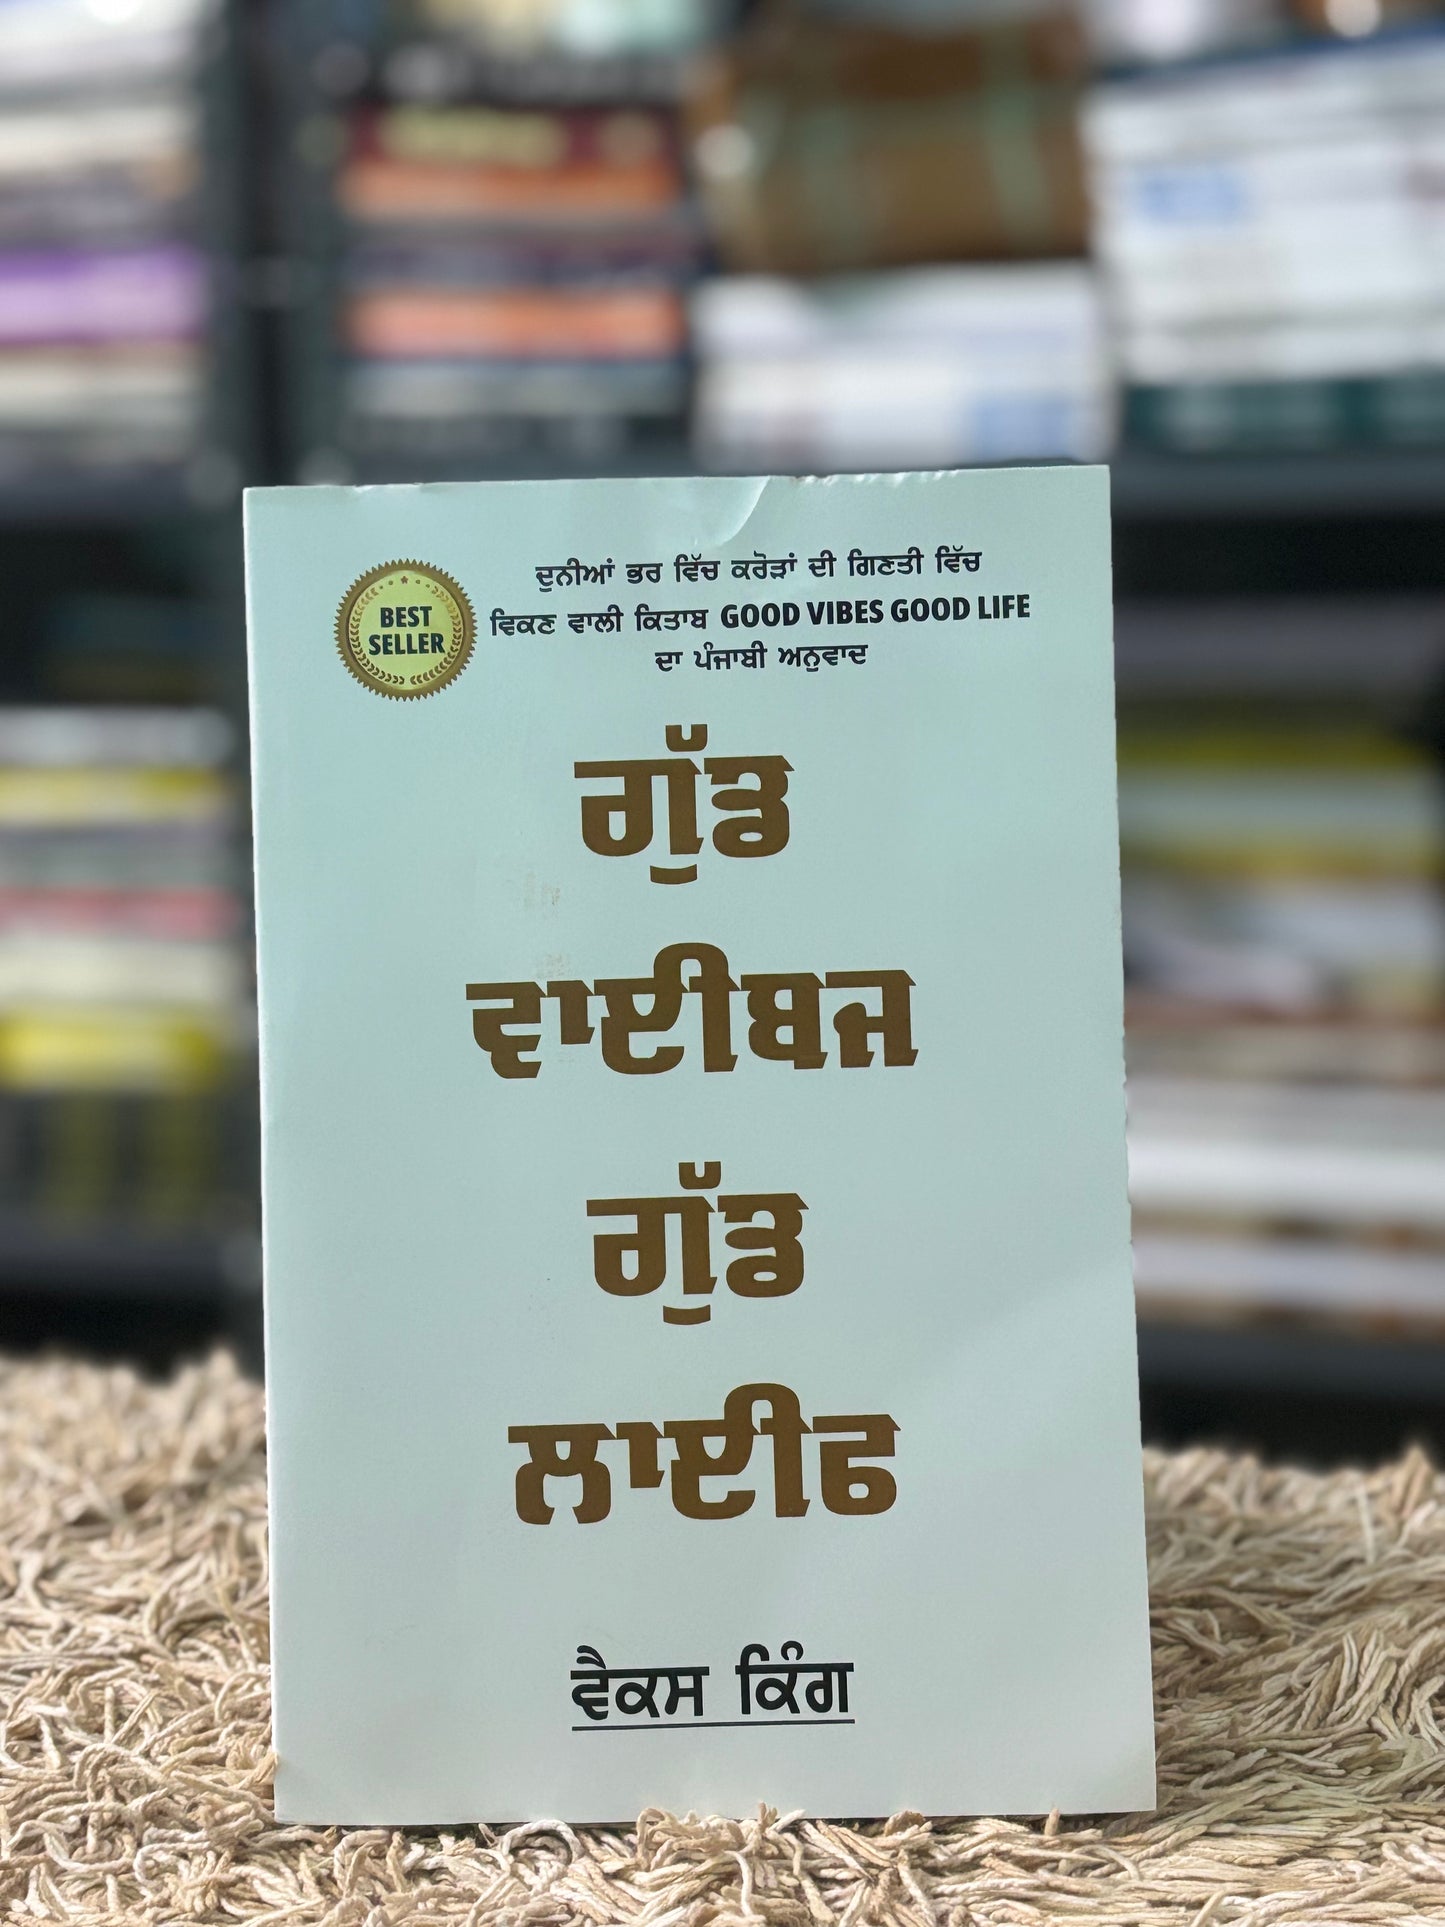 BEST
SELLER
ਦੁਨੀਆਂ ਭਰ ਵਿੱਚ ਕਰੋੜਾਂ ਦੀ ਗਿਣਤੀ ਵਿੱਚ
ਵਿਕਣ ਵਾਲੀ ਕਿਤਾਬ GOOD VIBES GOOD LIFE
ਦਾ ਪੰਜਾਬੀ ਅਨੁਵਾਦ
ਗੁੱਡ
ਵਾਈਬਜ
ਗੁੱਡ
ਲਾਈਫ
ਵੈਕਸ ਕਿੰਗ